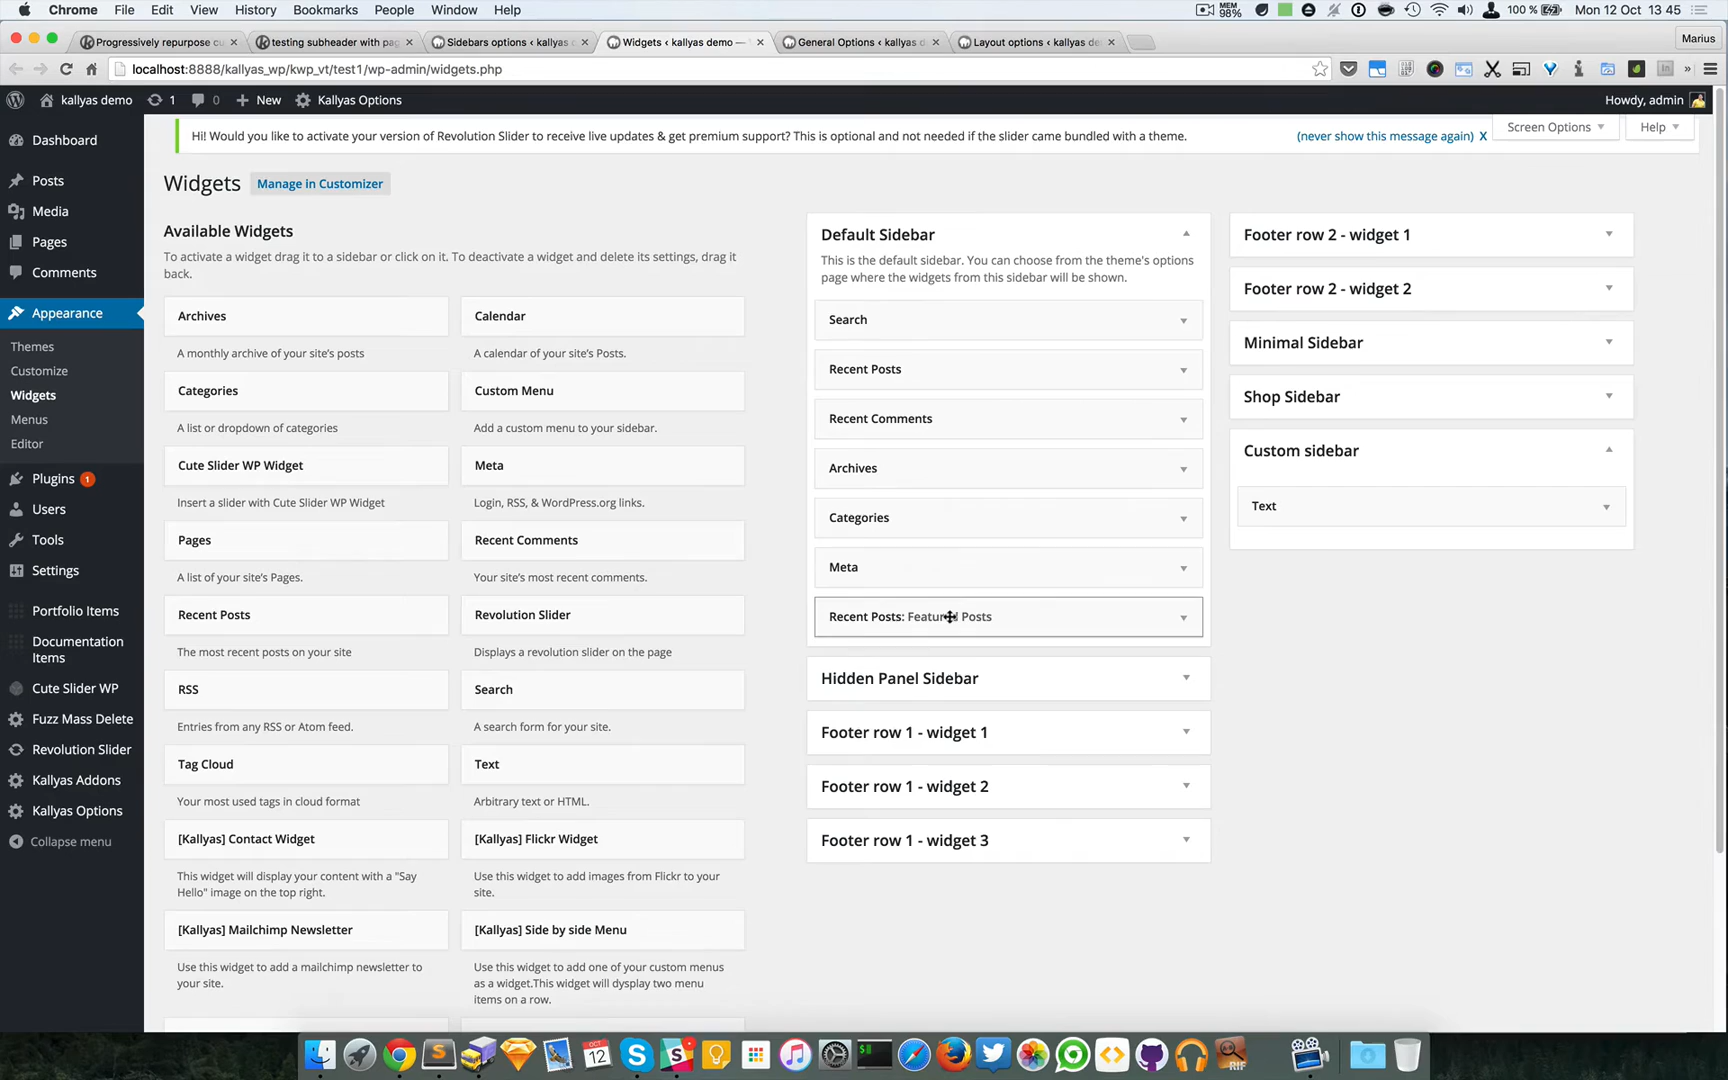 Chrome File Edit View History Bookmarks People Window Help MEM 98% 100 % Mon 12 Oct 13 45
Progressively repurpose cu testing subheader with pag Sidebars options ‹ kallyas Widgets ‹ kallyas demo — General Options ‹ kallyas d Layout options ‹ kallyas de Marius
localhost:8888/kallyas_wp/kwp_vt/test1/wp-admin/widgets.php
kallyas demo 1 0 New Kallyas Options Howdy, admin
Hi! Would you like to activate your version of Revolution Slider to receive live updates & get premium support? This is optional and not needed if the slider came bundled with a theme. (never show this message again) X
Screen Options Help
Dashboard
Posts
Media
Pages
Comments
Appearance
Themes
Customize
Widgets
Menus
Editor
Plugins 1
Users
Tools
Settings
Portfolio Items
Documentation
Items
Cute Slider WP
Fuzz Mass Delete
Revolution Slider
Kallyas Addons
Kallyas Options
Collapse menu
Widgets Manage in Customizer
Available Widgets
To activate a widget drag it to a sidebar or click on it. To deactivate a widget and delete its settings, drag it
back.
Archives Calendar
A monthly archive of your site's posts A calendar of your site's Posts.
Categories Custom Menu
A list or dropdown of categories Add a custom menu to your sidebar.
Cute Slider WP Widget Meta
Insert a slider with Cute Slider WP Widget Login, RSS, & WordPress.org links.
Pages Recent Comments
A list of your site's Pages. Your site's most recent comments.
Recent Posts Revolution Slider
The most recent posts on your site Displays a revolution slider on the page
RSS Search
Entries from any RSS or Atom feed. A search form for your site.
Tag Cloud Text
Your most used tags in cloud format Arbitrary text or HTML.
[Kallyas] Contact Widget [Kallyas] Flickr Widget
This widget will display your content with a "Say Use this widget to add images from Flickr to your
Hello" image on the top right. site.
[Kallyas] Mailchimp Newsletter [Kallyas] Side by side Menu
Use this widget to add a mailchimp newsletter to Use this widget to add one of your custom menus
your site. as a widget.This widget will dysplay two menu
items on a row.
Default Sidebar
This is the default sidebar. You can choose from the theme's options
page where the widgets from this sidebar will be shown.
Search
Recent Posts
Recent Comments
Archives
Categories
Meta
Recent Posts: Featured Posts
Hidden Panel Sidebar
Footer row 1 - widget 1
Footer row 1 - widget 2
Footer row 1 - widget 3
Footer row 2 - widget 1
Footer row 2 - widget 2
Minimal Sidebar
Shop Sidebar
Custom sidebar
Text
12
RIF